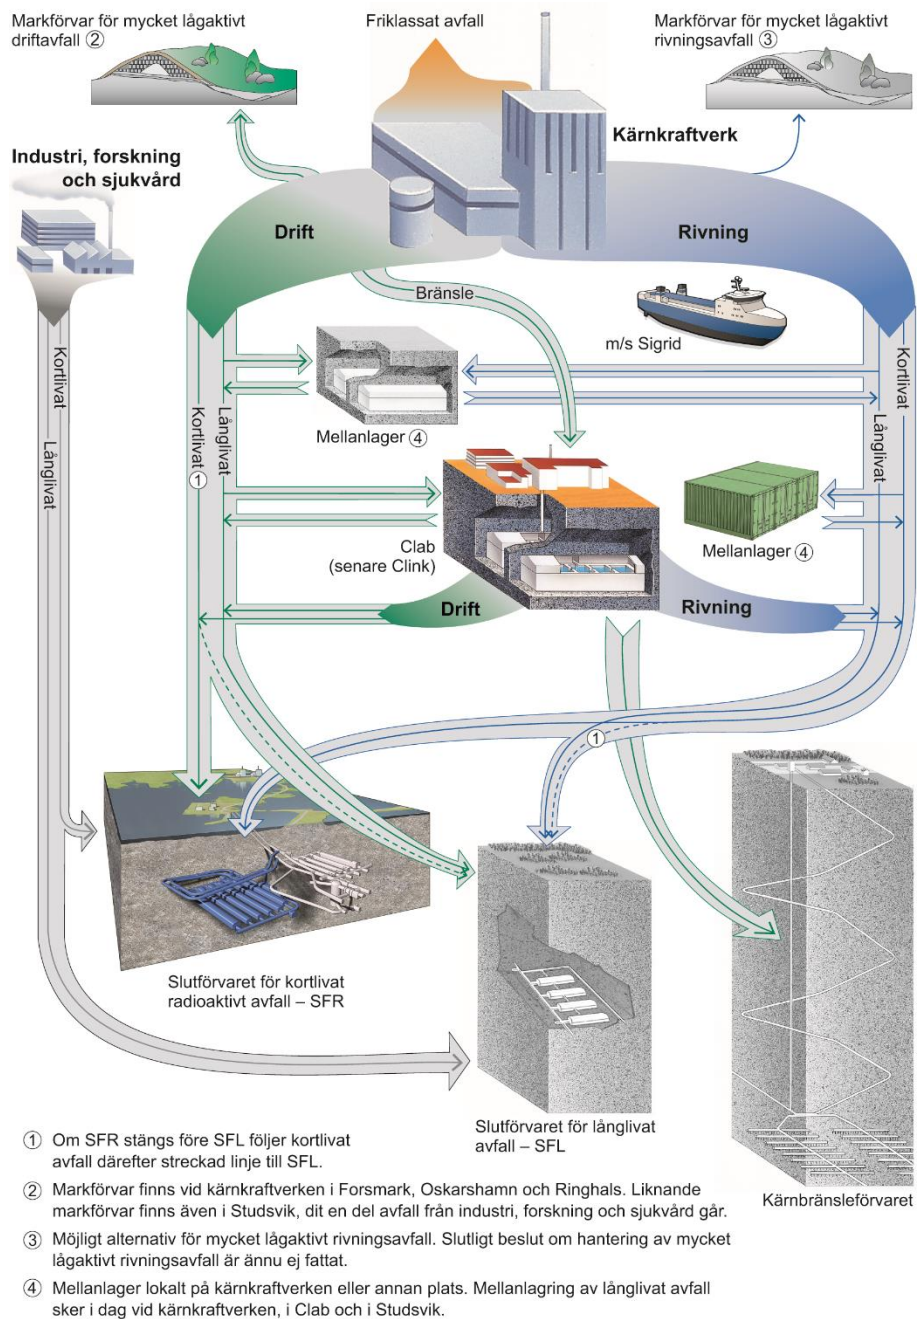 Markförvar för mycket lågaktivt
driftavfall ②
Friklassat avfall
Markförvar för mycket lågaktivt
rivningsavfall ③
Kärnkraftverk
Industri, forskning
och sjukvård
Drift
Rivning
Bränsle
m/s Sigrid
Kortlivat
Långlivat
Kortlivat ①
Långlivat
Kortlivat
Långlivat
Mellanlager ④
Clab
(senare Clink)
Mellanlager ④
Drift
Rivning
①
Slutförvaret för kortlivat
radioaktivt avfall – SFR
Slutförvaret för långlivat
avfall – SFL
Kärnbränsleförvaret
① Om SFR stängs före SFL följer kortlivat
avfall därefter streckad linje till SFL.
② Markförvar finns vid kärnkraftverken i Forsmark, Oskarshamn och Ringhals. Liknande
markförvar finns även i Studsvik, dit en del avfall från industri, forskning och sjukvård går.
③ Möjligt alternativ för mycket lågaktivt rivningsavfall. Slutligt beslut om hantering av mycket
lågaktivt rivningsavfall är ännu ej fattat.
④ Mellanlager lokalt på kärnkraftverken eller annan plats. Mellanlagring av långlivat avfall
sker i dag vid kärnkraftverken, i Clab och i Studsvik.